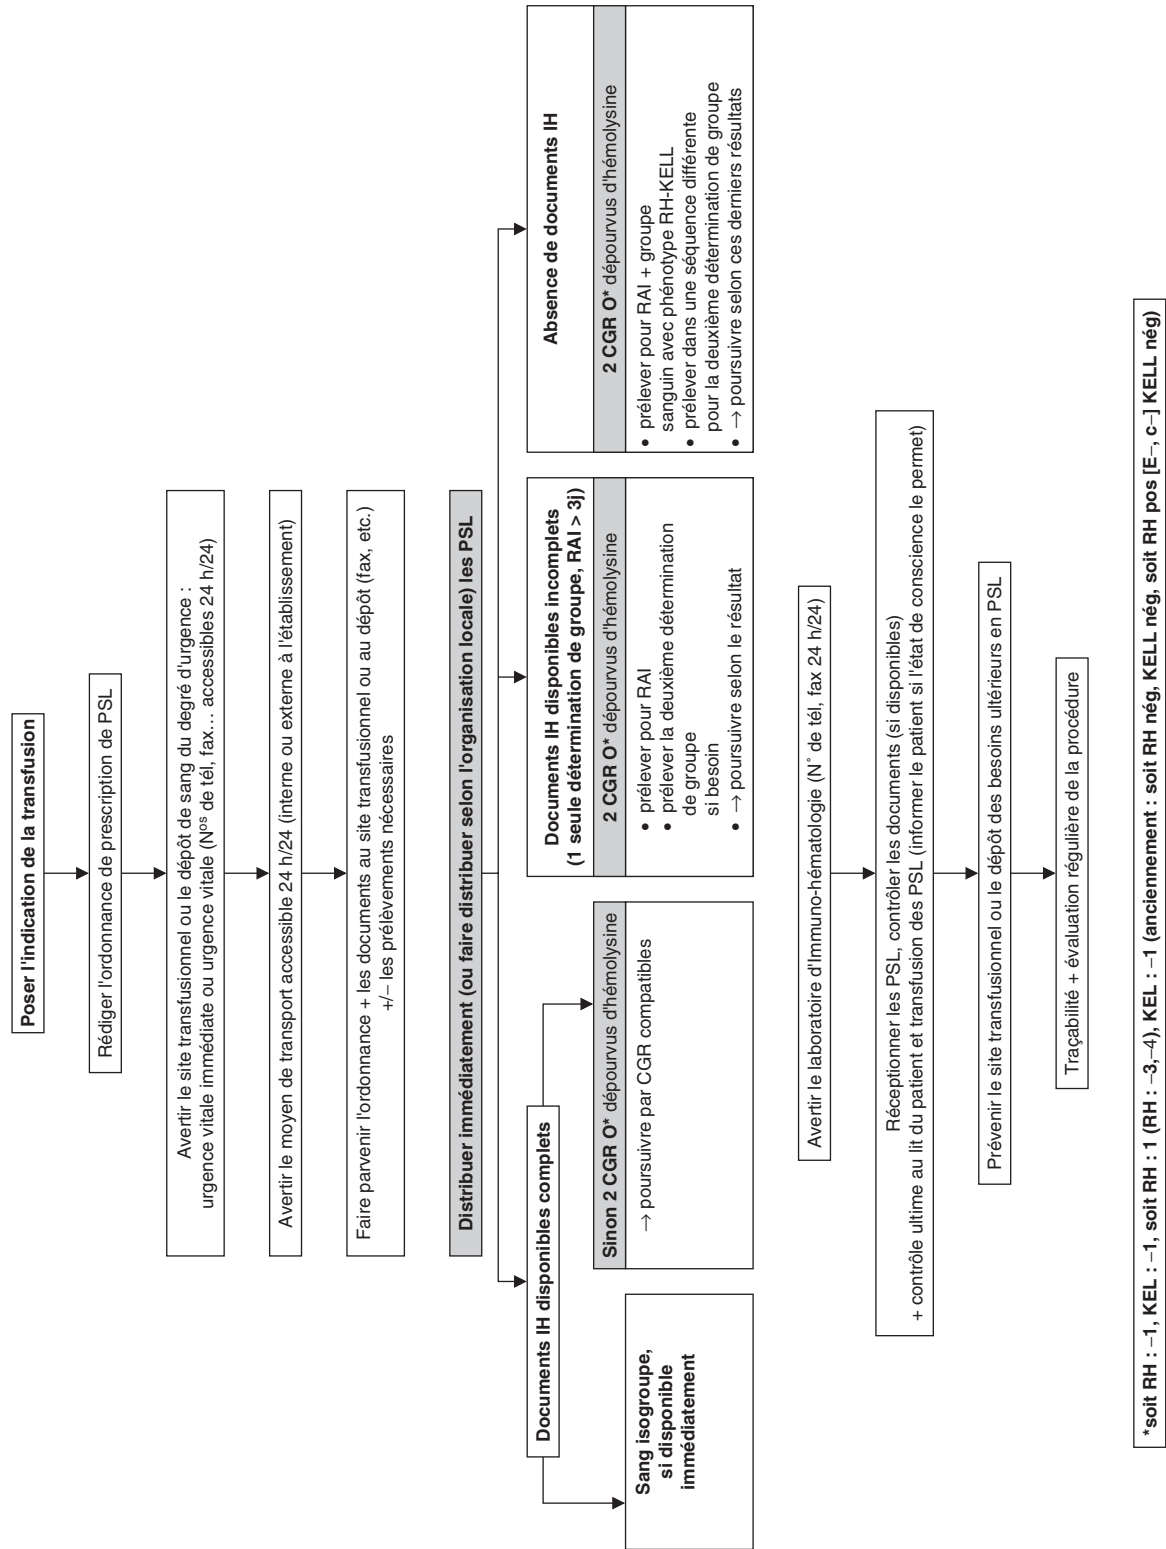 Poser l'indication de la transfusion
Rédiger l'ordonnance de prescription de PSL
Avertir le site transfusionnel ou le dépôt de sang du degré d'urgence :
urgence vitale immédiate ou urgence vitale (Nos de tél, fax... accessibles 24 h/24)
Avertir le moyen de transport accessible 24 h/24 (interne ou externe à l'établissement)
Faire parvenir l'ordonnance + les documents au site transfusionnel ou au dépôt (fax, etc.)
+/− les prélèvements nécessaires
Distribuer immédiatement (ou faire distribuer selon l'organisation locale) les PSL
Documents IH disponibles complets
Sang isogroupe,
si disponible
immédiatement
Sinon 2 CGR O* dépourvus d'hémolysine
→ poursuivre par CGR compatibles
Documents IH disponibles incomplets
(1 seule détermination de groupe, RAI > 3j)
2 CGR O* dépourvus d'hémolysine
• prélever pour RAI
• prélever la deuxième détermination
de groupe
si besoin
• → poursuivre selon le résultat
Absence de documents IH
2 CGR O* dépourvus d'hémolysine
• prélever pour RAI + groupe
sanguin avec phénotype RH-KELL
• prélever dans une séquence différente
pour la deuxième détermination de groupe
• → poursuivre selon ces derniers résultats
Avertir le laboratoire d'Immuno-hématologie (N° de tél, fax 24 h/24)
Réceptionner les PSL, contrôler les documents (si disponibles)
+ contrôle ultime au lit du patient et transfusion des PSL (informer le patient si l'état de conscience le permet)
Prévenir le site transfusionnel ou le dépôt des besoins ultérieurs en PSL
Traçabilité + évaluation régulière de la procédure
*soit RH : −1, KEL : −1, soit RH : 1 (RH : −3,−4), KEL : −1 (anciennement : soit RH nég, KELL nég, soit RH pos [E−, c−] KELL nég)